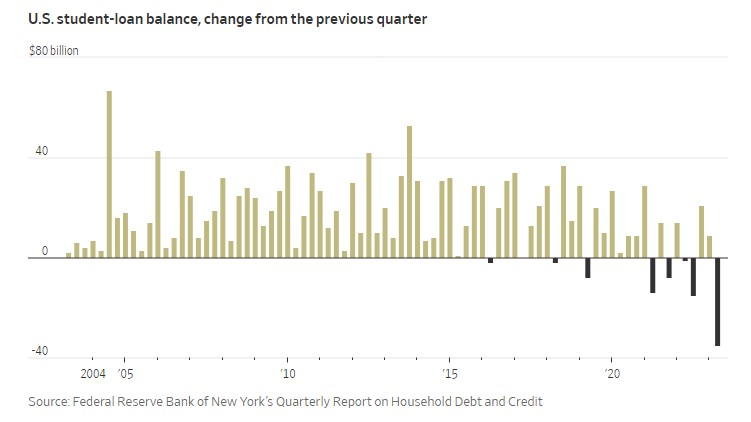 U.S. student-loan balance, change from the previous quarter
$80 billion
40
0
-40
2004 '05 '10 '15 '20
Source: Federal Reserve Bank of New York's Quarterly Report on Household Debt and Credit